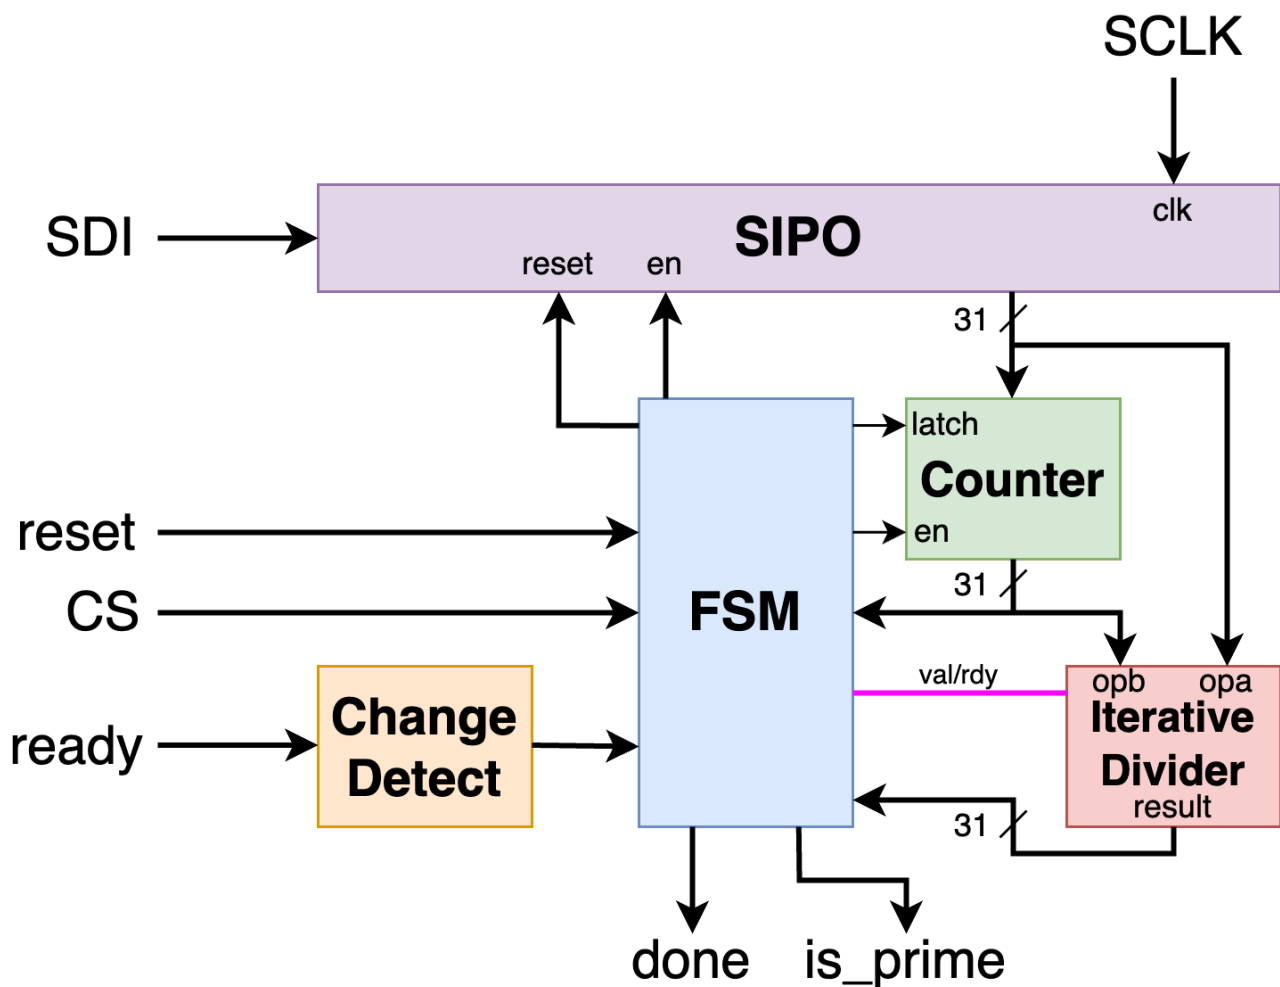 SCLK
clk
SDI
SIPO
reset
en
31
latch
Counter
en
reset
31
CS
FSM
val/rdy
opb
opa
Iterative
Divider
result
Change
Detect
ready
31
done
is_prime